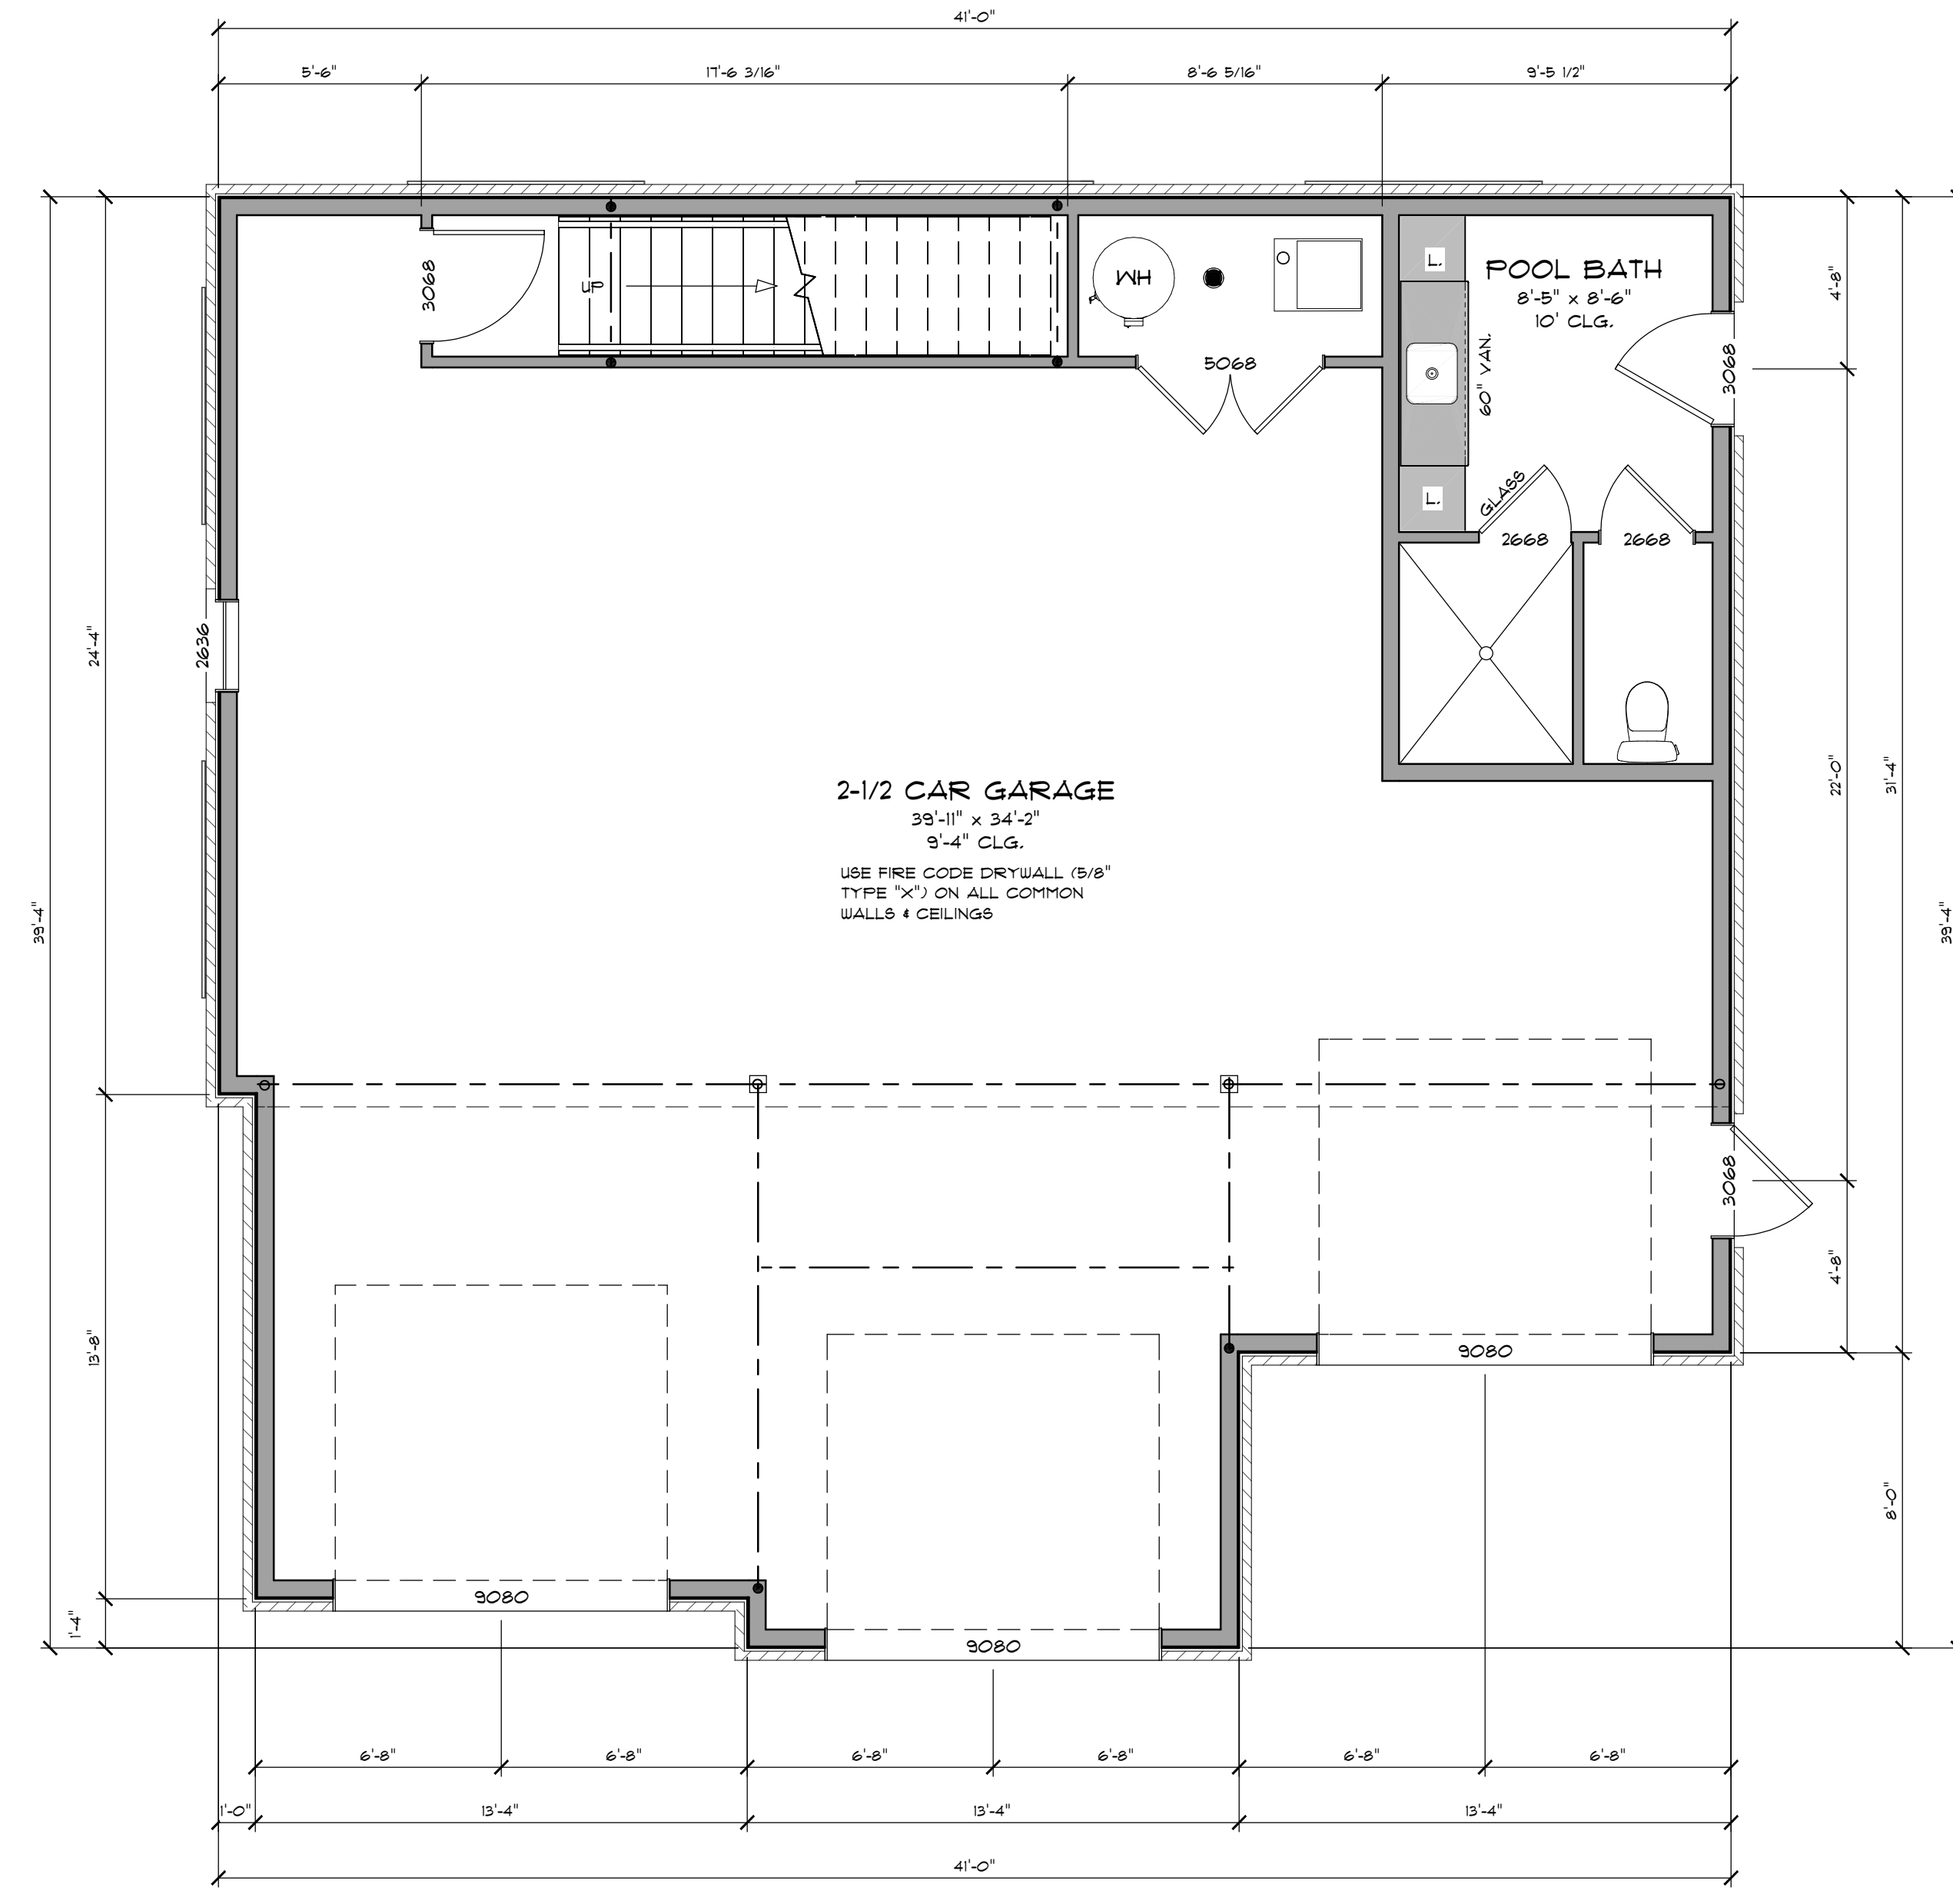 41'-0"
5'-6"
17'-6 3/16"
8'-6 5/16"
9'-5 1/2"
3068
UP
WH
L.
POOL BATH
8'-5" x 8'-6"
10' CLG.
4'-8"
5068
60" VAN.
3068
L.
GLASS
2668
2668
2636
24'-4"
39'-4"
2-1/2 CAR GARAGE
39'-11" x 34'-2"
9'-4" CLG.
USE FIRE CODE DRYWALL (5/8"
TYPE "X") ON ALL COMMON
WALLS & CEILINGS
22'-0"
31'-4"
39'-4"
3068
4'-8"
13'-8"
9080
8'-0"
9080
9080
1'-4"
6'-8"
6'-8"
6'-8"
6'-8"
6'-8"
6'-8"
1'-0"
13'-4"
13'-4"
13'-4"
41'-0"